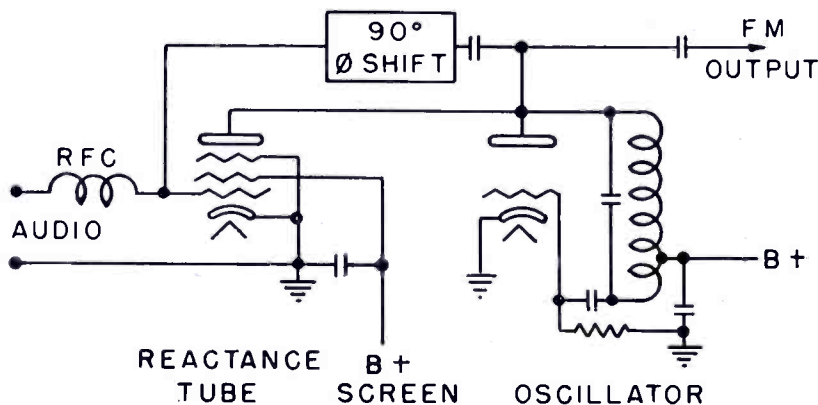 90°
Ø SHIFT
FM
OUTPUT
RFC
AUDIO
B+
REACTANCE
TUBE
B+
SCREEN
OSCILLATOR